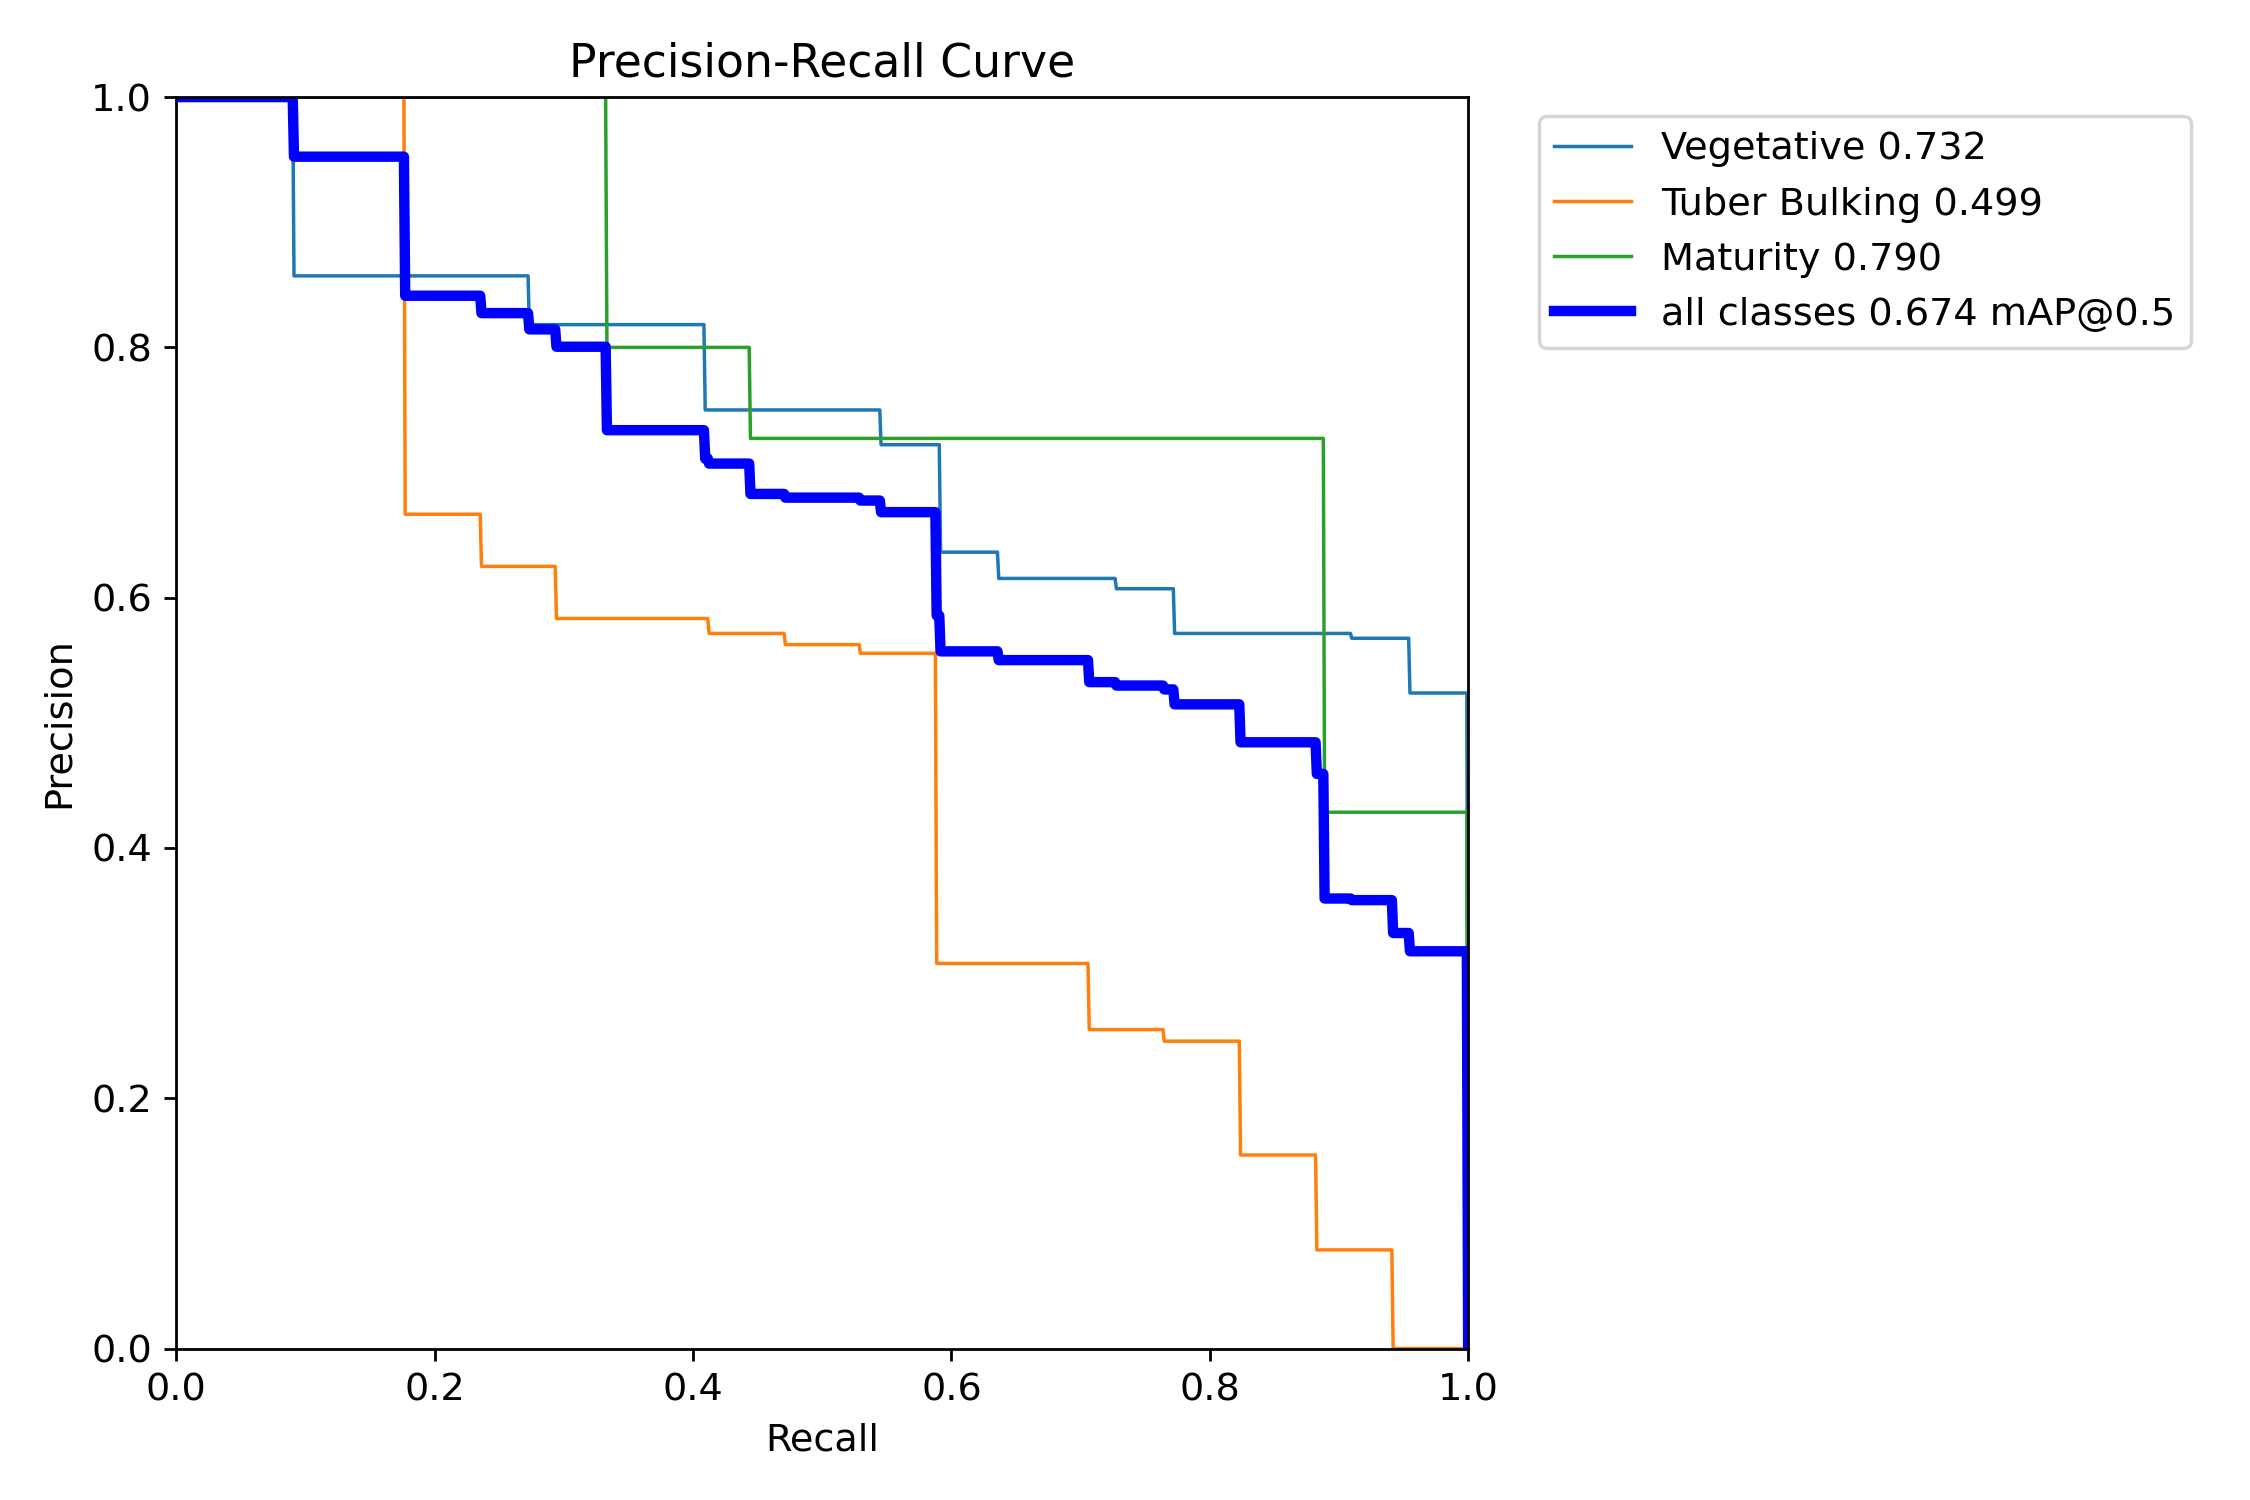 Precision-Recall Curve
1.0
0.8
0.6
0.4
0.2
0.0
Precision
0.0 0.2 0.4 0.6 0.8 1.0
Recall
Vegetative 0.732
Tuber Bulking 0.499
Maturity 0.790
all classes 0.674 mAP@0.5